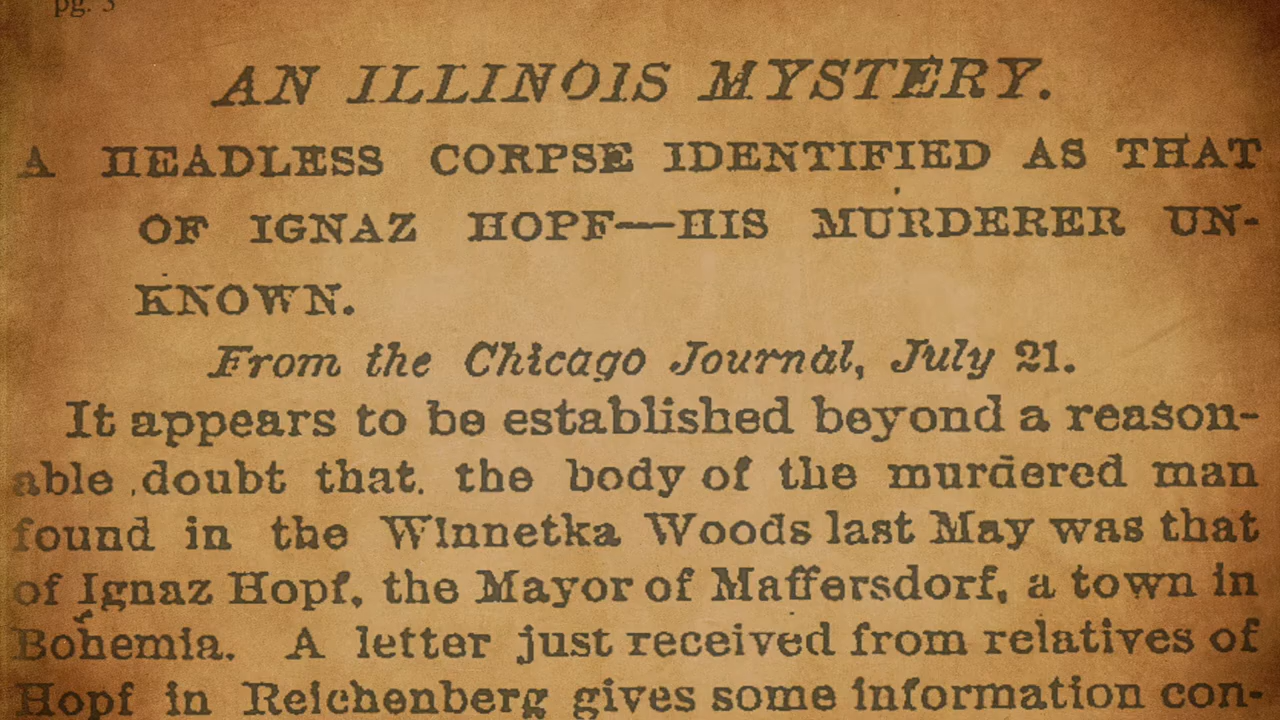 pg. 3
AN ILLINOIS MYSTERY.
A HEADLESS CORPSE IDENTIFIED AS THAT
OF IGNAZ HOPF—HIS MURDERER UN-
KNOWN.
From the Chicago Journal, July 21.
It appears to be established beyond a reason-
able doubt that the body of the murdered man
found in the Winnetka Woods last May was that
of Ignaz Hopf, the Mayor of Maffersdorf, a town in
Bohemia. A letter just received from relatives of
Hopf in Reichenberg gives some information con-